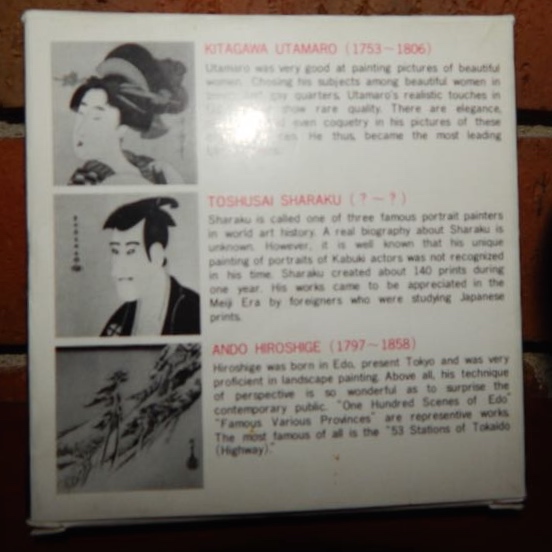 KITAGAWA UTAMARO (1753~1806)
Utamaro was very good at painting pictures of beautiful
women. Chosing his subjects among beautiful women in
gay quarters, Utamaro's realistic touches in
show rare quality. There are elegance,
even coquetry in his pictures of these
He thus, became the most leading
TOSHUSAI SHARAKU (?~?)
Sharaku is called one of three famous portrait painters
in world art history. A real biography about Sharaku is
unknown. However, it is well known that his unique
painting of portraits of Kabuki actors was not recognized
in his time. Sharaku created about 140 prints during
one year. His works came to be appreciated in the
Meiji Era by foreigners who were studying Japanese
prints.
ANDO HIROSHIGE (1797~1858)
Hiroshige was born in Edo, present Tokyo and was very
proficient in landscape painting. Above all, his technique
of perspective is so wonderful as to surprise the
contemporary public. "One Hundred Scenes of Edo"
"Famous Various Provinces" are representive works.
The most famous of all is the "53 Stations of Tokaido
(Highway)."